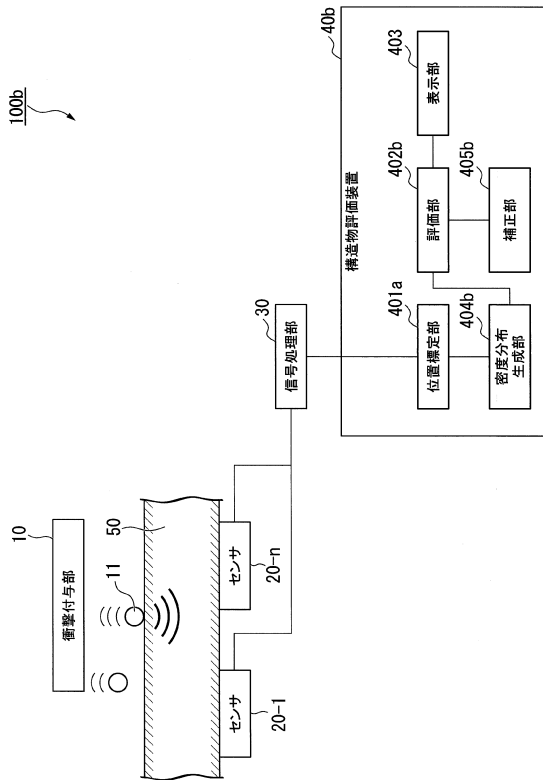 100b
10
衝撃付与部
11
50
センサ
20-1
センサ
20-n
30
信号処理部
40b
構造物評価装置
401a
位置標定部
402b
評価部
403
表示部
404b
密度分布
生成部
405b
補正部